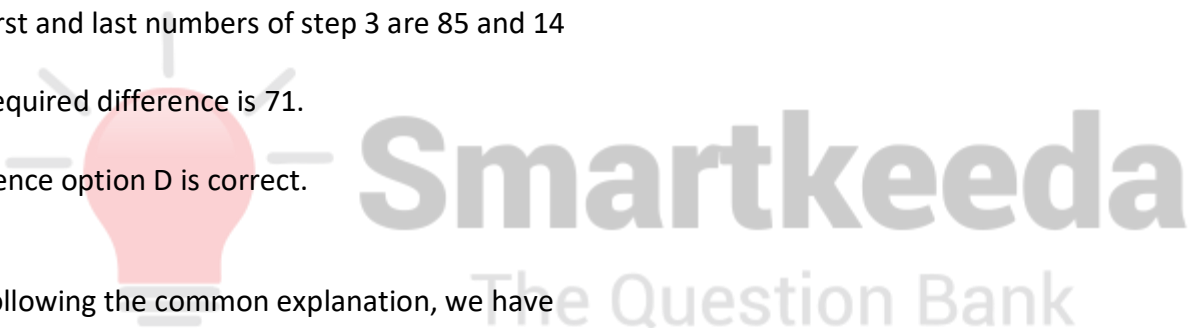 rst and last numbers of step 3 are 85 and 14
equired difference is 71.
ence option D is correct.
Smartkeeda
The Question Bank
ollowing the common explanation, we have